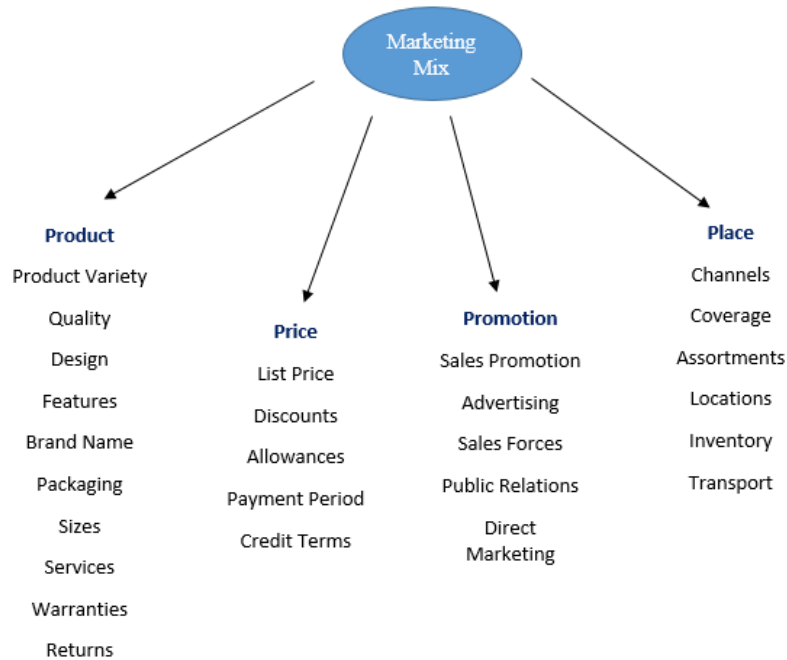 Marketing
Mix
Product
Product Variety
Quality
Design
Features
Brand Name
Packaging
Sizes
Services
Warranties
Returns
Price
List Price
Discounts
Allowances
Payment Period
Credit Terms
Promotion
Sales Promotion
Advertising
Sales Forces
Public Relations
Direct
Marketing
Place
Channels
Coverage
Assortments
Locations
Inventory
Transport